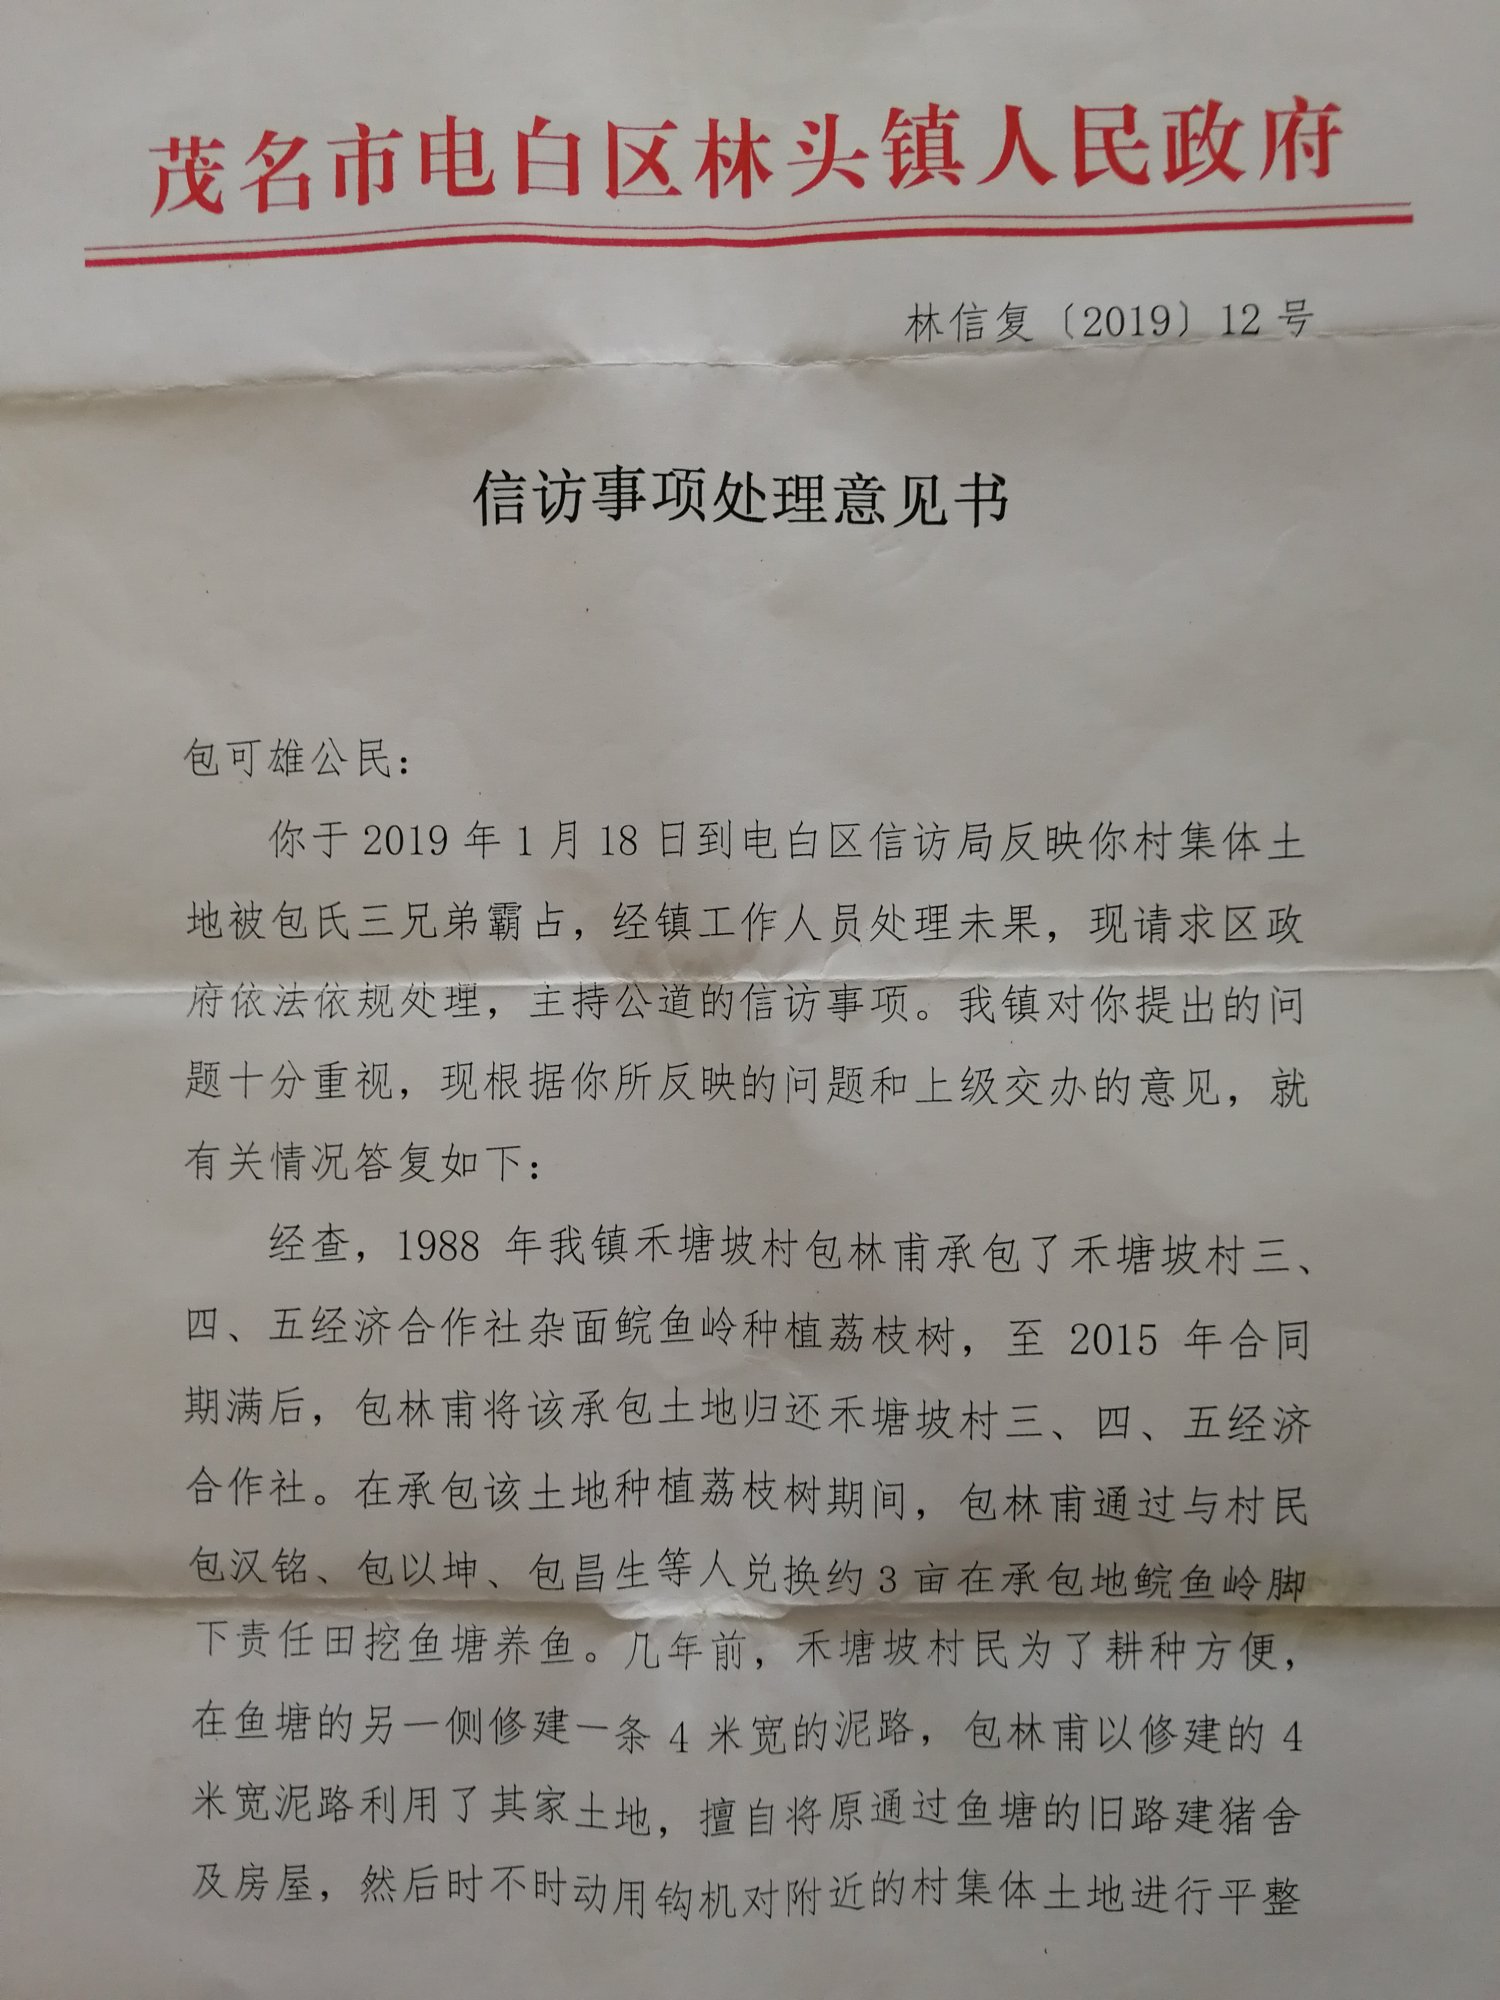 茂名市电白区林头镇人民政府
林信复〔2019〕12号
信访事项处理意见书
包可雄公民：
你于2019年1月18日到电白区信访局反映你村集体土
地被包氏三兄弟霸占，经镇工作人员处理未果，现请求区政
府依法依规处理，主持公道的信访事项。我镇对你提出的问
题十分重视，现根据你所反映的问题和上级交办的意见，就
有关情况答复如下：
经查，1988 年我镇禾塘坡村包林甫承包了禾塘坡村三、
四、五经济合作社杂面鲩鱼岭种植荔枝树，至 2015 年合同
期满后，包林甫将该承包土地归还禾塘坡村三、四、五经济
合作社。在承包该土地种植荔枝树期间，包林甫通过与村民
包汉铭、包以坤、包昌生等人兑换约3亩在承包地鲩鱼岭脚
下责任田挖鱼塘养鱼。几年前，禾塘坡村民为了耕种方便，
在鱼塘的另一侧修建一条4米宽的泥路，包林甫以修建的4
米宽泥路利用了其家土地，擅自将原通过鱼塘的旧路建猪舍
及房屋，然后时不时动用钩机对附近的村集体土地进行平整